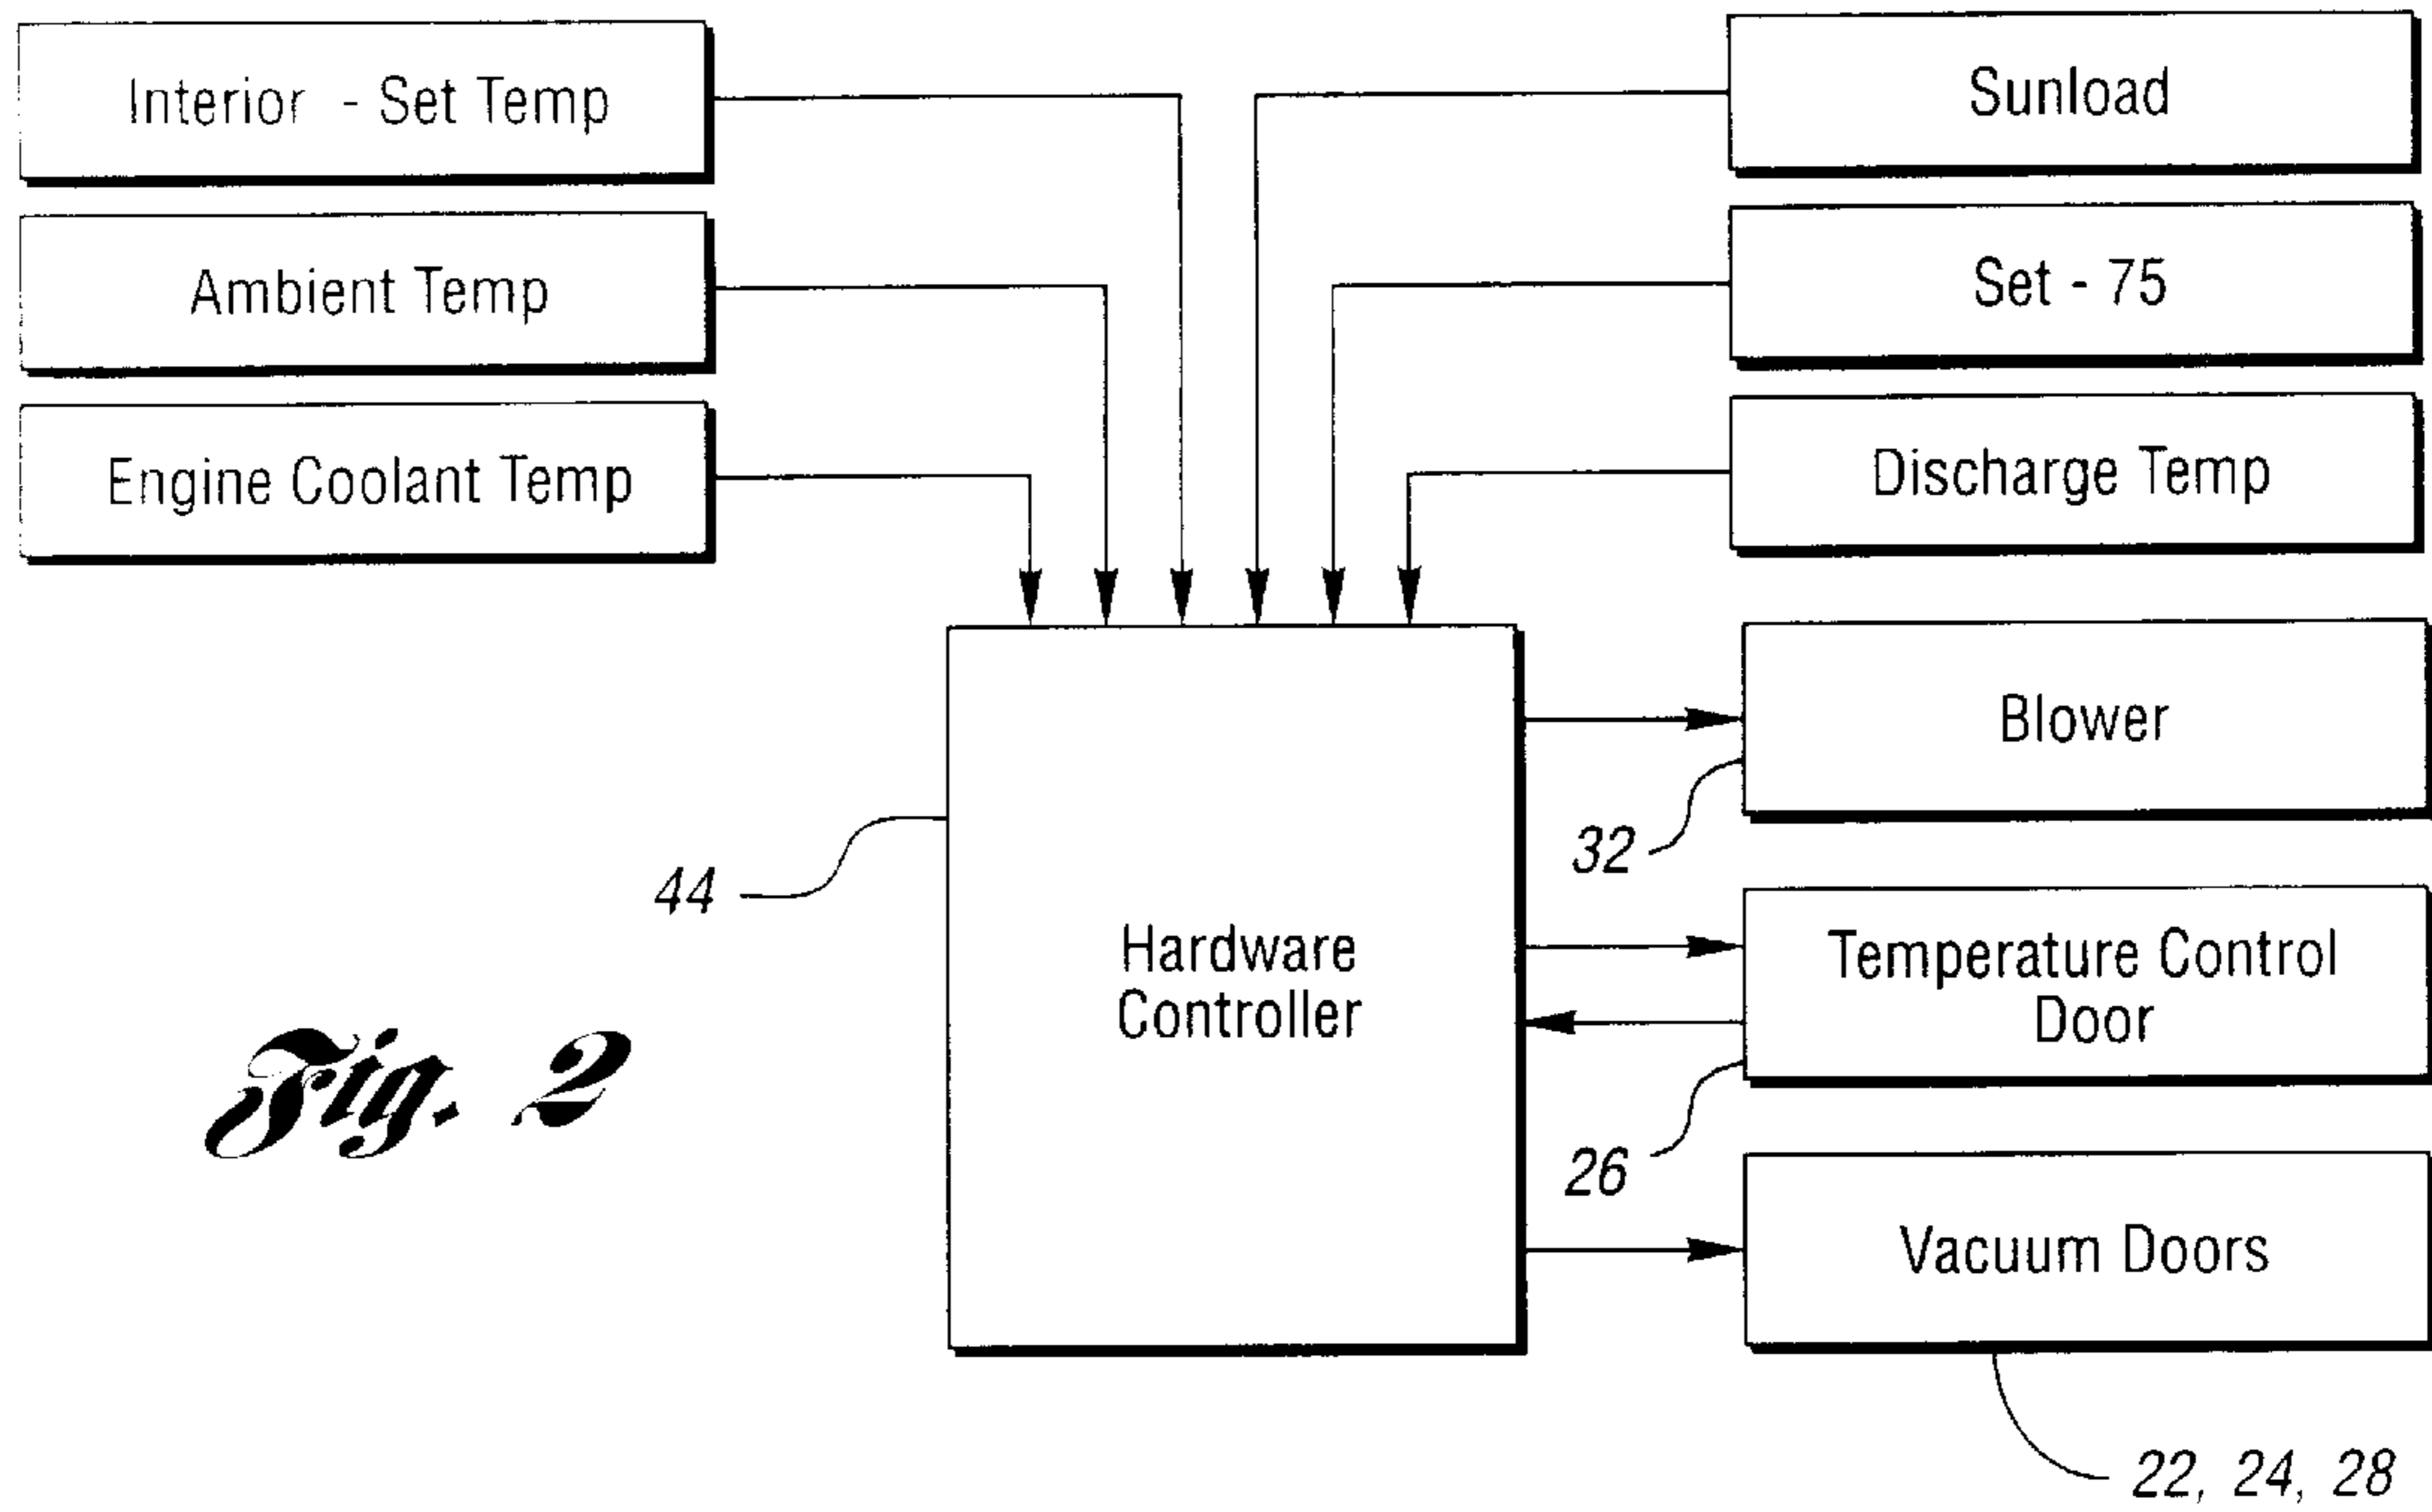 Interior - Set Temp
Sunload
Ambient Temp
Set - 75
Engine Coolant Temp
Discharge Temp
Blower
32
44
Hardware
Controller
Temperature Control
Door
26
Fig. 2
Vacuum Doors
22, 24, 28